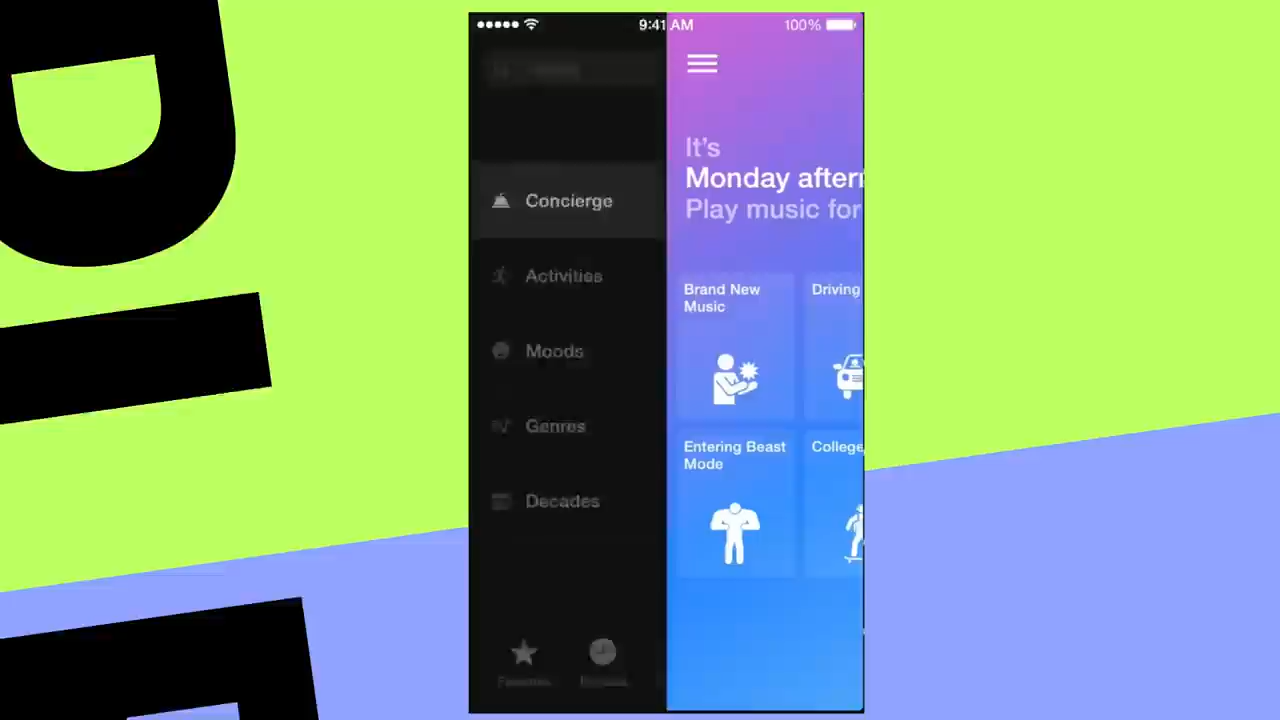 9:41 AM
100%
It's
Monday aftern
Play music for
Concierge
Activities
Moods
Genres
Decades
Brand New
Music
Driving
Entering Beast
Mode
College
Favorites
D
I